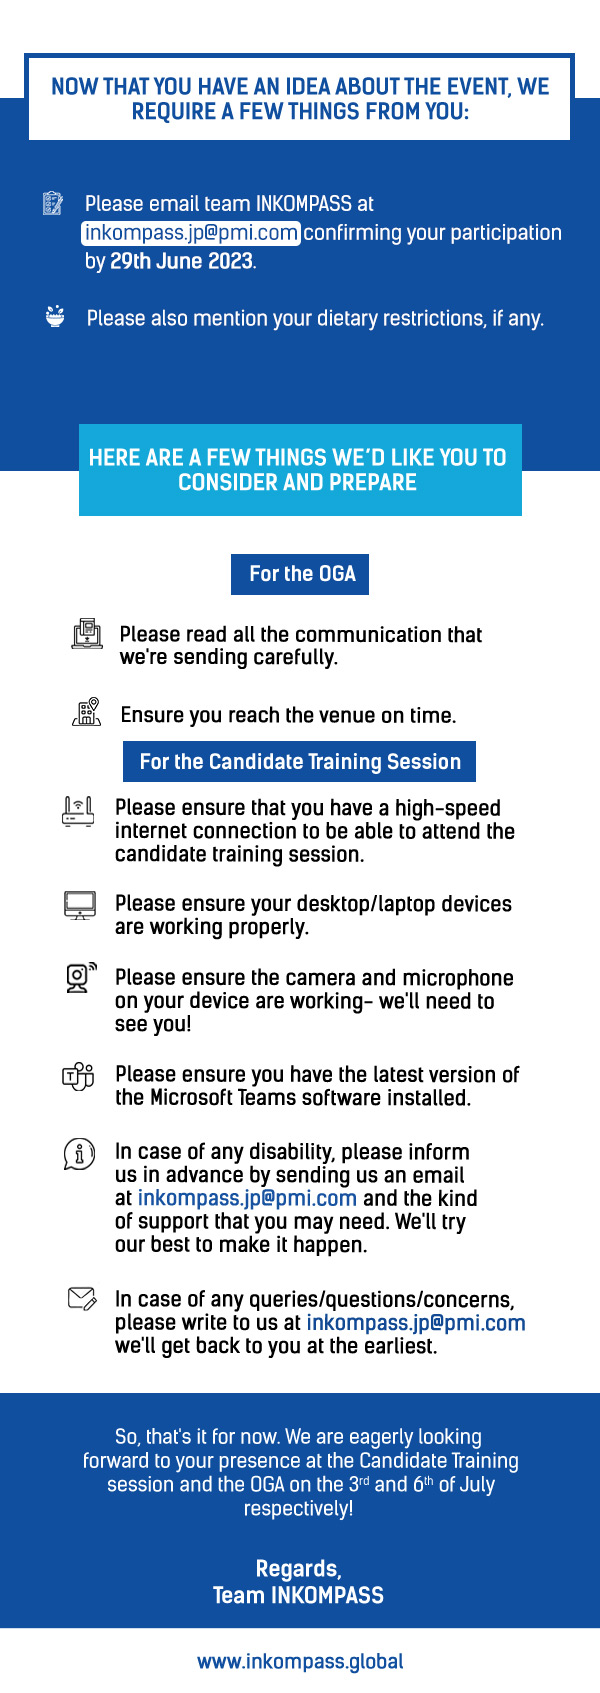 NOW THAT YOU HAVE AN IDEA ABOUT THE EVENT, WE
REQUIRE A FEW THINGS FROM YOU:
Please email team INKOMPASS at
inkompass.jp@pmi.com confirming your participation
by 29th June 2023.
Please also mention your dietary restrictions, if any.
HERE ARE A FEW THINGS WE'D LIKE YOU TO
CONSIDER AND PREPARE
For the OGA
Please read all the communication that
we're sending carefully.
Ensure you reach the venue on time.
For the Candidate Training Session
Please ensure that you have a high-speed
internet connection to be able to attend the
candidate training session.
Please ensure your desktop/laptop devices
are working properly.
Please ensure the camera and microphone
on your device are working- we'll need to
see you!
Please ensure you have the latest version of
the Microsoft Teams software installed.
In case of any disability, please inform
us in advance by sending us an email
at inkompass.jp@pmi.com and the kind
of support that you may need. We'll try
our best to make it happen.
In case of any queries/questions/concerns,
please write to us at inkompass.jp@pmi.com
we'll get back to you at the earliest.
So, that's it for now. We are eagerly looking
forward to your presence at the Candidate Training
session and the OGA on the 3rd and 6th of July
respectively!
Regards,
Team INKOMPASS
www.inkompass.global